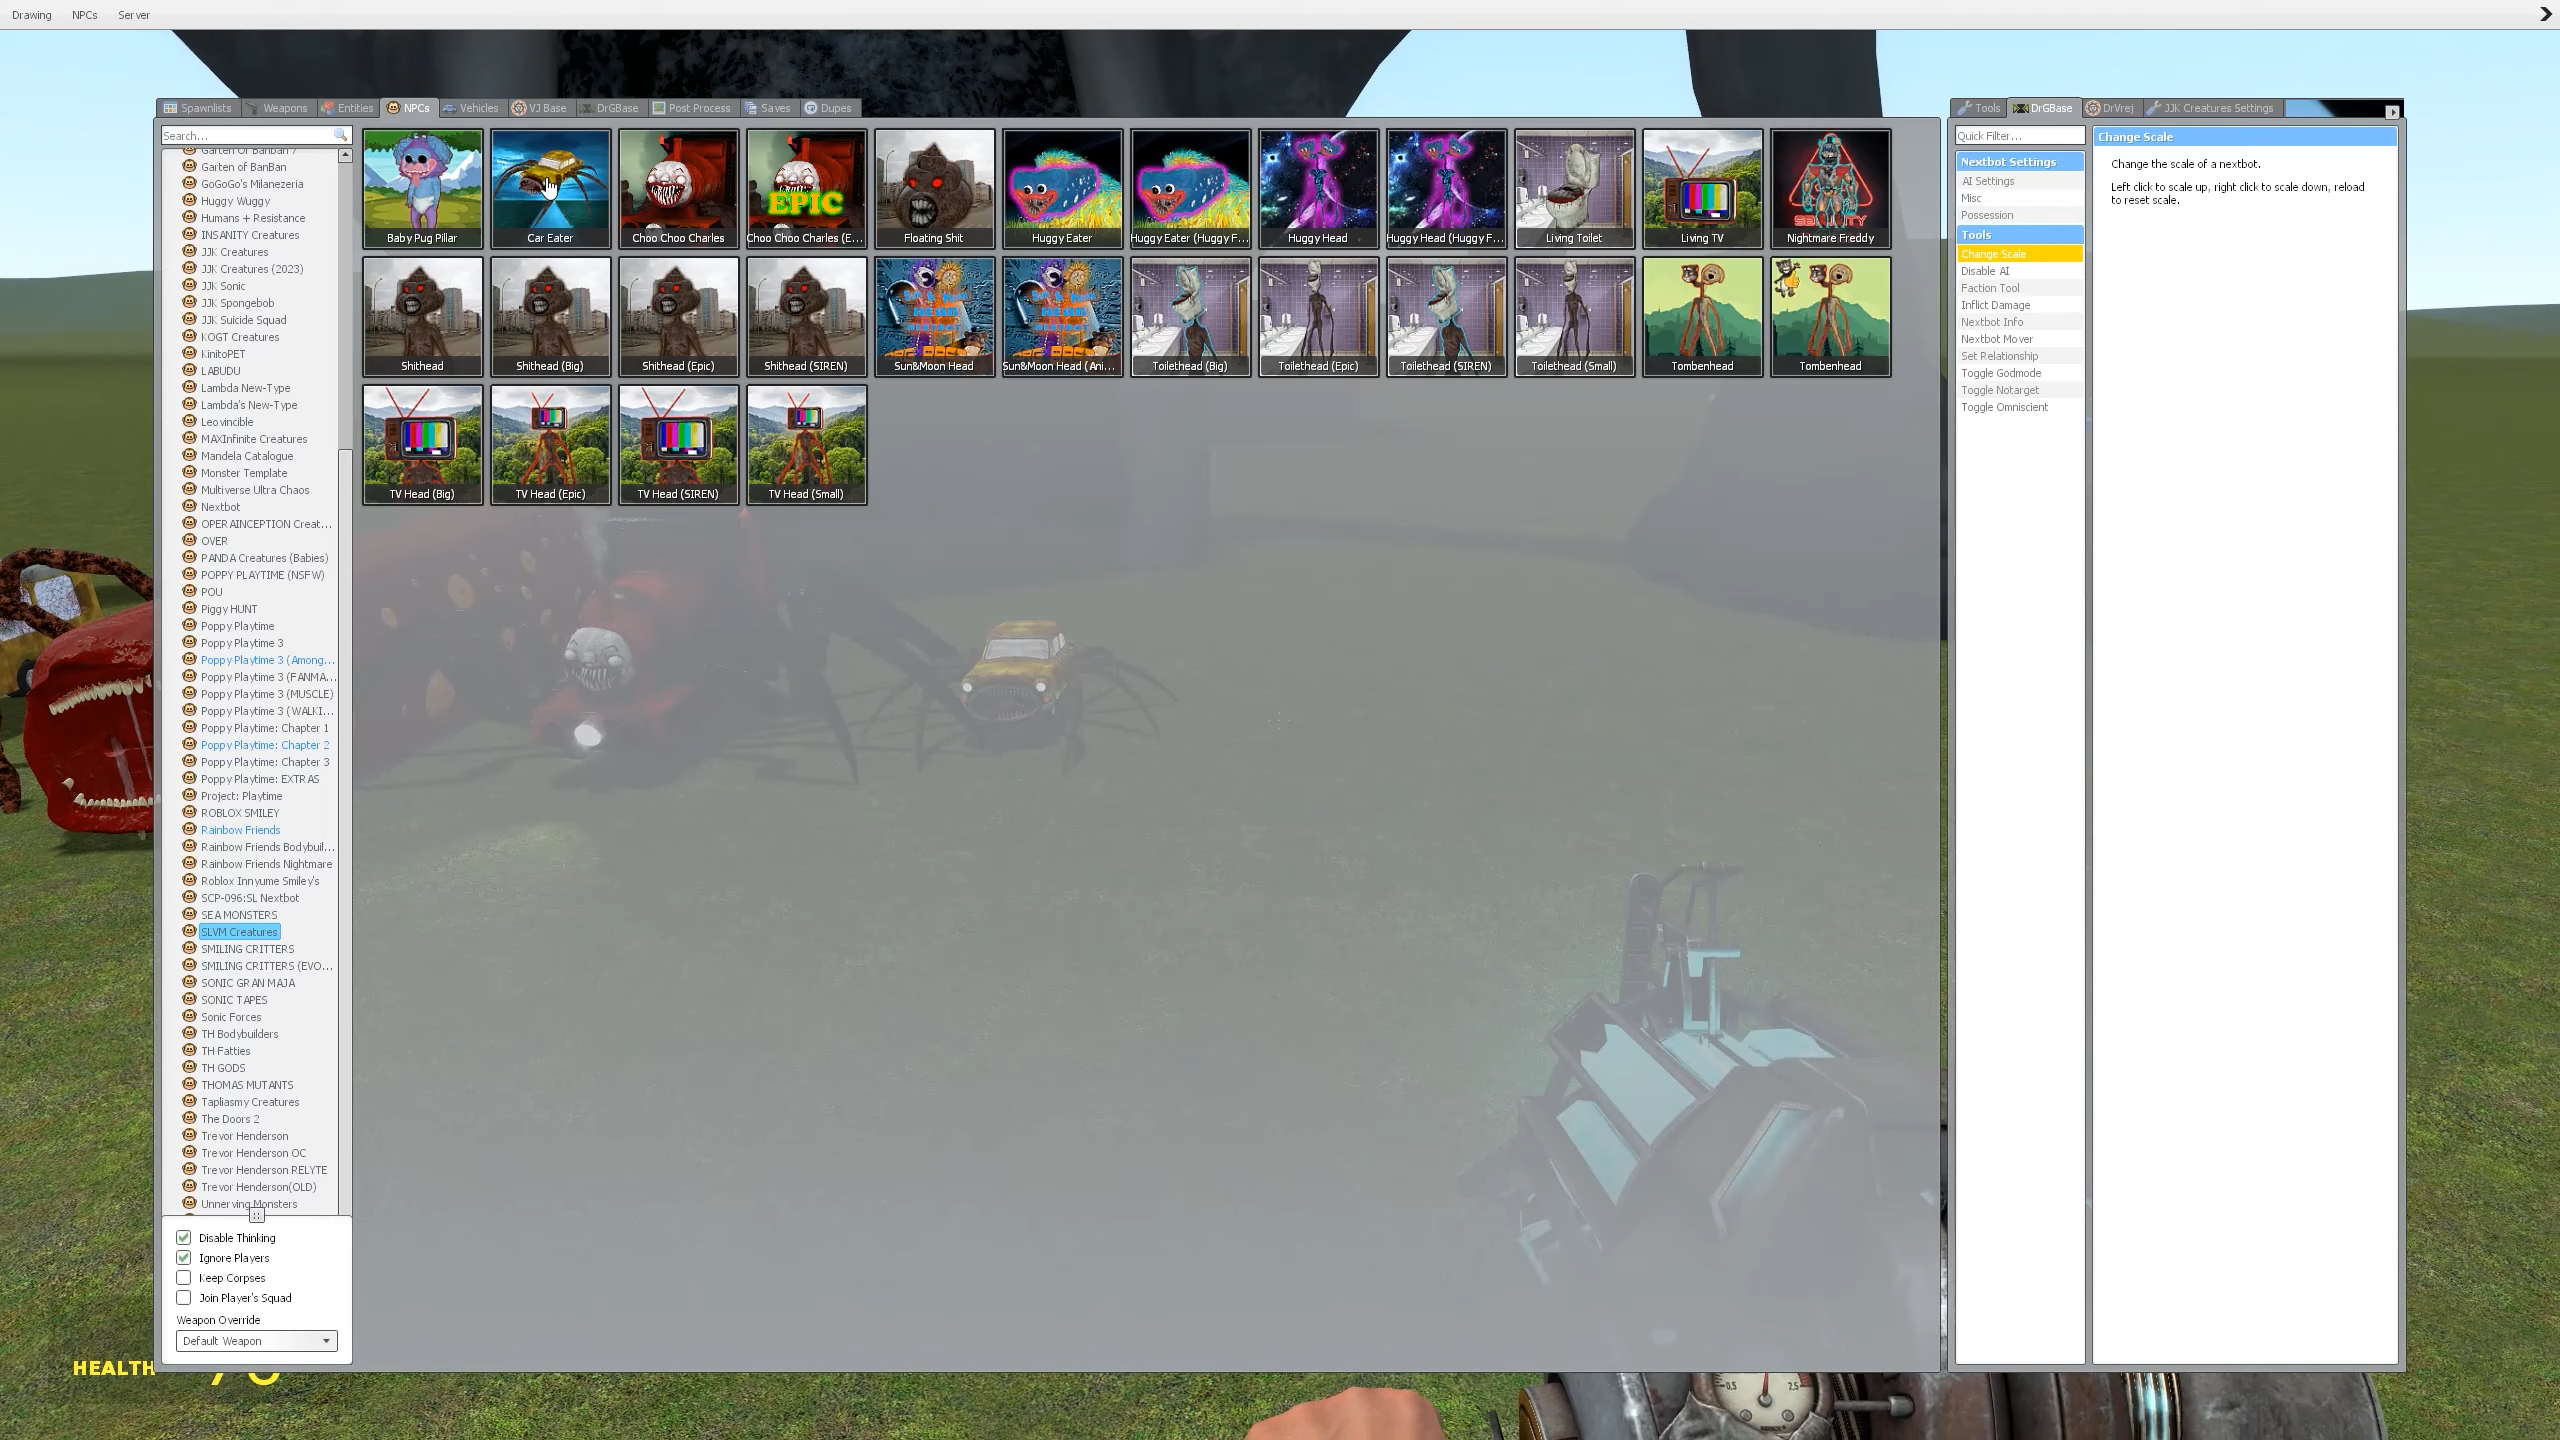 Drawing NPCs Server
Spawnlists Weapons Entities NPCs Vehicles VJ Base DrGBase Post Process Saves Dupes
Search...
Garten Of Banban 7
Garten of BanBan
GoGoGo's Milanezeria
Huggy Wuggy
Humans + Resistance
INSANITY Creatures
JJK Creatures
JJK Creatures (2023)
JJK Sonic
JJK Spongebob
JJK Suicide Squad
KOGT Creatures
KinitoPET
LABUDU
Lambda New-Type
Lambda's New-Type
Leovincible
MAXInfinite Creatures
Mandela Catalogue
Monster Template
Multiverse Ultra Chaos
Nextbot
OPERAINCEPTION Creat...
OVER
PANDA Creatures (Babies)
POPPY PLAYTIME (NSFW)
POU
Piggy HUNT
Poppy Playtime
Poppy Playtime 3
Poppy Playtime 3 (Among...
Poppy Playtime 3 (FANMA...
Poppy Playtime 3 (MUSCLE)
Poppy Playtime 3 (WALKI...
Poppy Playtime: Chapter 1
Poppy Playtime: Chapter 2
Poppy Playtime: Chapter 3
Poppy Playtime: EXTRAS
Project: Playtime
ROBLOX SMILEY
Rainbow Friends
Rainbow Friends Bodybuil...
Rainbow Friends Nightmare
Roblox Innyume Smiley's
SCP-096:SL Nextbot
SEA MONSTERS
SLVM Creatures
SMILING CRITTERS
SMILING CRITTERS (EVO...
SONIC GRAN MAJA
SONIC TAPES
Sonic Forces
TH Bodybuilders
TH Fatties
TH GODS
THOMAS MUTANTS
Tapliasmy Creatures
The Doors 2
Trevor Henderson
Trevor Henderson OC
Trevor Henderson RELYTE
Trevor Henderson(OLD)
Unnerving Monsters
Disable Thinking
Ignore Players
Keep Corpses
Join Player's Squad
Weapon Override
Default Weapon
EPIC
Baby Pug Pillar Car Eater Choo Choo Charles Choo Choo Charles (E... Floating Shit Huggy Eater Huggy Eater (Huggy F... Huggy Head Huggy Head (Huggy F... Living Toilet Living TV Nightmare Freddy
Shithead Shithead (Big) Shithead (Epic) Shithead (SIREN) Sun&Moon Head Sun&Moon Head (Ani... Toilethead (Big) Toilethead (Epic) Toilethead (SIREN) Toilethead (Small) Tombenhead Tombenhead
TV Head (Big) TV Head (Epic) TV Head (SIREN) TV Head (Small)
Tools DrGBase DrVrej JJK Creatures Settings
Quick Filter...
Nextbot Settings
AI Settings
Misc
Possession
Tools
Change Scale
Disable AI
Faction Tool
Inflict Damage
Nextbot Info
Nextbot Mover
Set Relationship
Toggle Godmode
Toggle Notarget
Toggle Omniscient
Change Scale
Change the scale of a nextbot.
Left click to scale up, right click to scale down, reload
to reset scale.
HEALTH
0.5 2.5